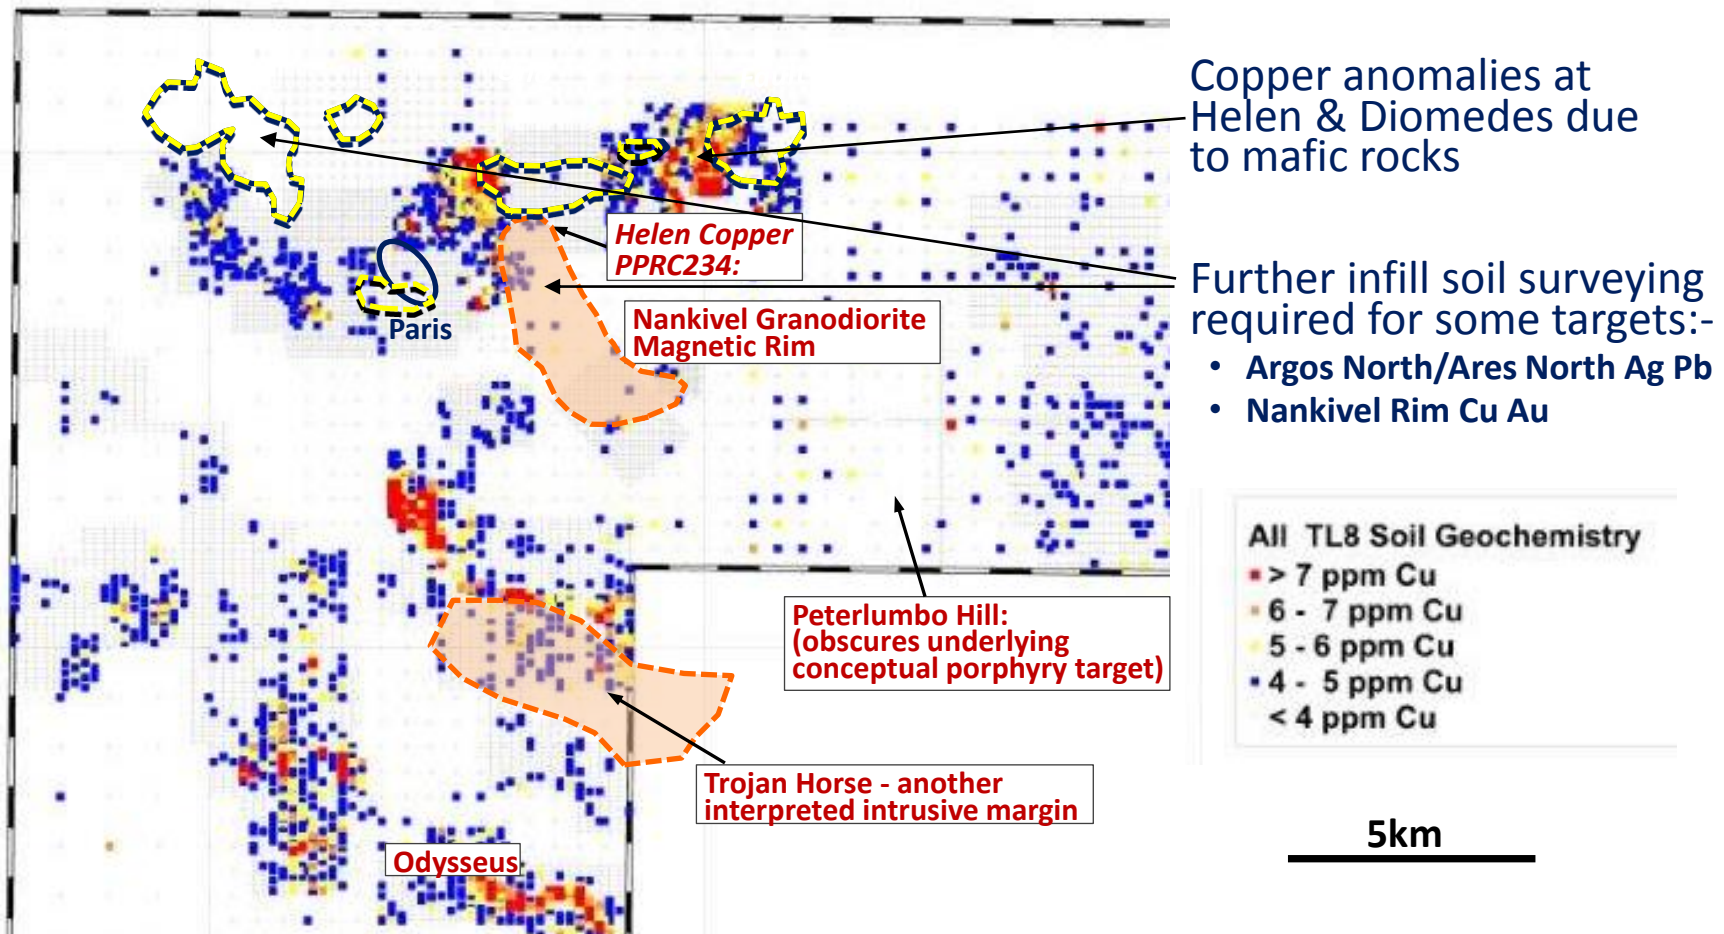 Copper anomalies at
Helen & Diomedes due
to mafic rocks
Helen Copper
PPRC234:
Further infill soil surveying
required for some targets:-
• Argos North/Ares North Ag Pb
• Nankivel Rim Cu Au
Paris
Nankivel Granodiorite
Magnetic Rim
All TL8 Soil Geochemistry
> 7 ppm Cu
6 - 7 ppm Cu
5 - 6 ppm Cu
4 - 5 ppm Cu
< 4 ppm Cu
Peterlumbo Hill:
(obscures underlying
conceptual porphyry target)
Trojan Horse - another
interpreted intrusive margin
5km
Odysseus